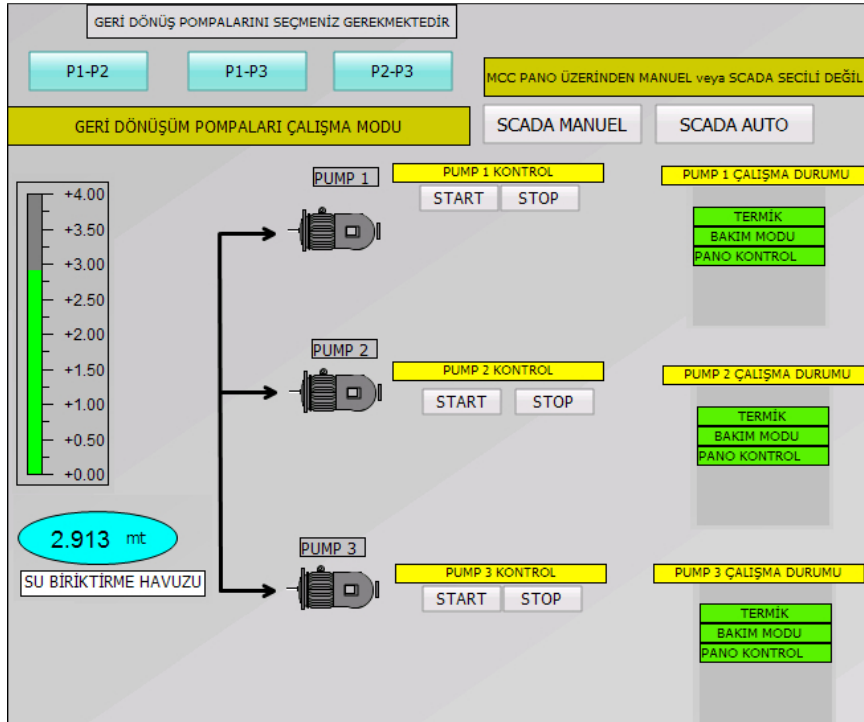 GERİ DÖNÜŞ POMPALARINI SEÇMENİZ GEREKMEKTEDİR
P1-P2
P1-P3
P2-P3
MCC PANO ÜZERİNDEN MANUEL veya SCADA SECİLİ DEĞİL
GERİ DÖNÜŞÜM POMPALARI ÇALIŞMA MODU
SCADA MANUEL
SCADA AUTO
PUMP 1
PUMP 1 KONTROL
START
STOP
PUMP 1 ÇALIŞMA DURUMU
TERMİK
BAKIM MODU
PANO KONTROL
+4.00
+3.50
+3.00
+2.50
+2.00
+1.50
+1.00
+0.50
+0.00
PUMP 2
PUMP 2 KONTROL
START
STOP
PUMP 2 ÇALIŞMA DURUMU
TERMİK
BAKIM MODU
PANO KONTROL
2.913 mt
SU BİRİKTİRME HAVUZU
PUMP 3
PUMP 3 KONTROL
START
STOP
PUMP 3 ÇALIŞMA DURUMU
TERMİK
BAKIM MODU
PANO KONTROL